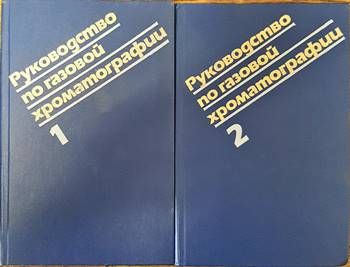 Руководство
по газовой
хроматографии
1
Руководство
по газовой
хроматографии
2